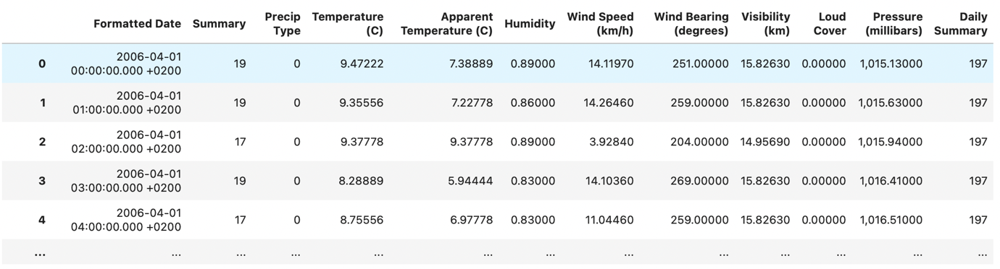 Formatted Date Summary Precip Type Temperature (C) Apparent Temperature (C) Humidity Wind Speed (km/h) Wind Bearing (degrees) Visibility (km) Loud Cover Pressure (millibars) Daily Summary
0 2006-04-01 00:00:00.000 +0200 19 0 9.47222 7.38889 0.89000 14.11970 251.00000 15.82630 0.00000 1,015.13000 197
1 2006-04-01 01:00:00.000 +0200 19 0 9.35556 7.22778 0.86000 14.26460 259.00000 15.82630 0.00000 1,015.63000 197
2 2006-04-01 02:00:00.000 +0200 17 0 9.37778 9.37778 0.89000 3.92840 204.00000 14.95690 0.00000 1,015.94000 197
3 2006-04-01 03:00:00.000 +0200 19 0 8.28889 5.94444 0.83000 14.10360 269.00000 15.82630 0.00000 1,016.41000 197
4 2006-04-01 04:00:00.000 +0200 17 0 8.75556 6.97778 0.83000 11.04460 259.00000 15.82630 0.00000 1,016.51000 197
... ... ... ... ... ... ... ... ... ... ... ... ...